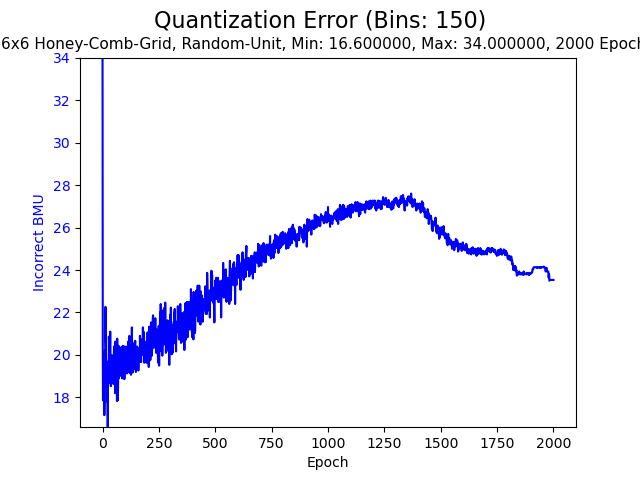 Quantization Error (Bins: 150)
6x6 Honey-Comb-Grid, Random-Unit, Min: 16.600000, Max: 34.000000, 2000 Epoch
34
32
30
28
26
24
22
20
18
Incorrect BMU
0 250 500 750 1000 1250 1500 1750 2000
Epoch